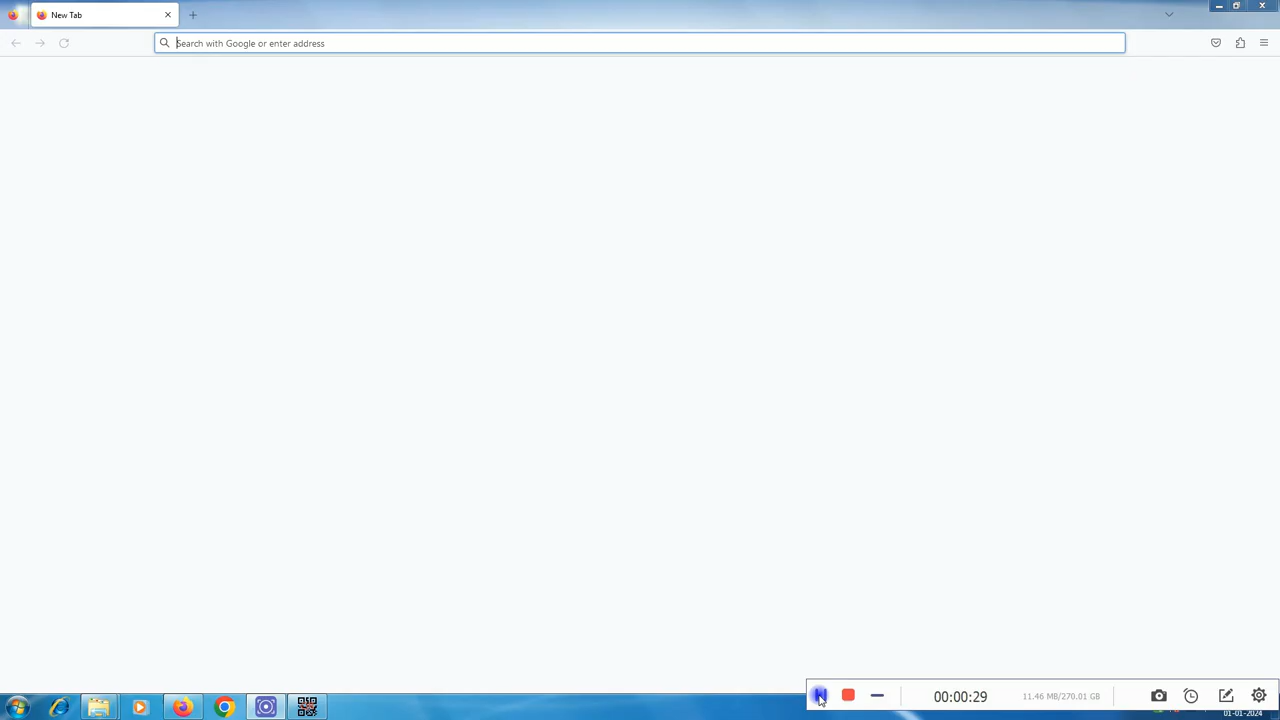 New Tab
Search with Google or enter address
00:00:29
11.46 MB/270.01 GB
01-01-2024